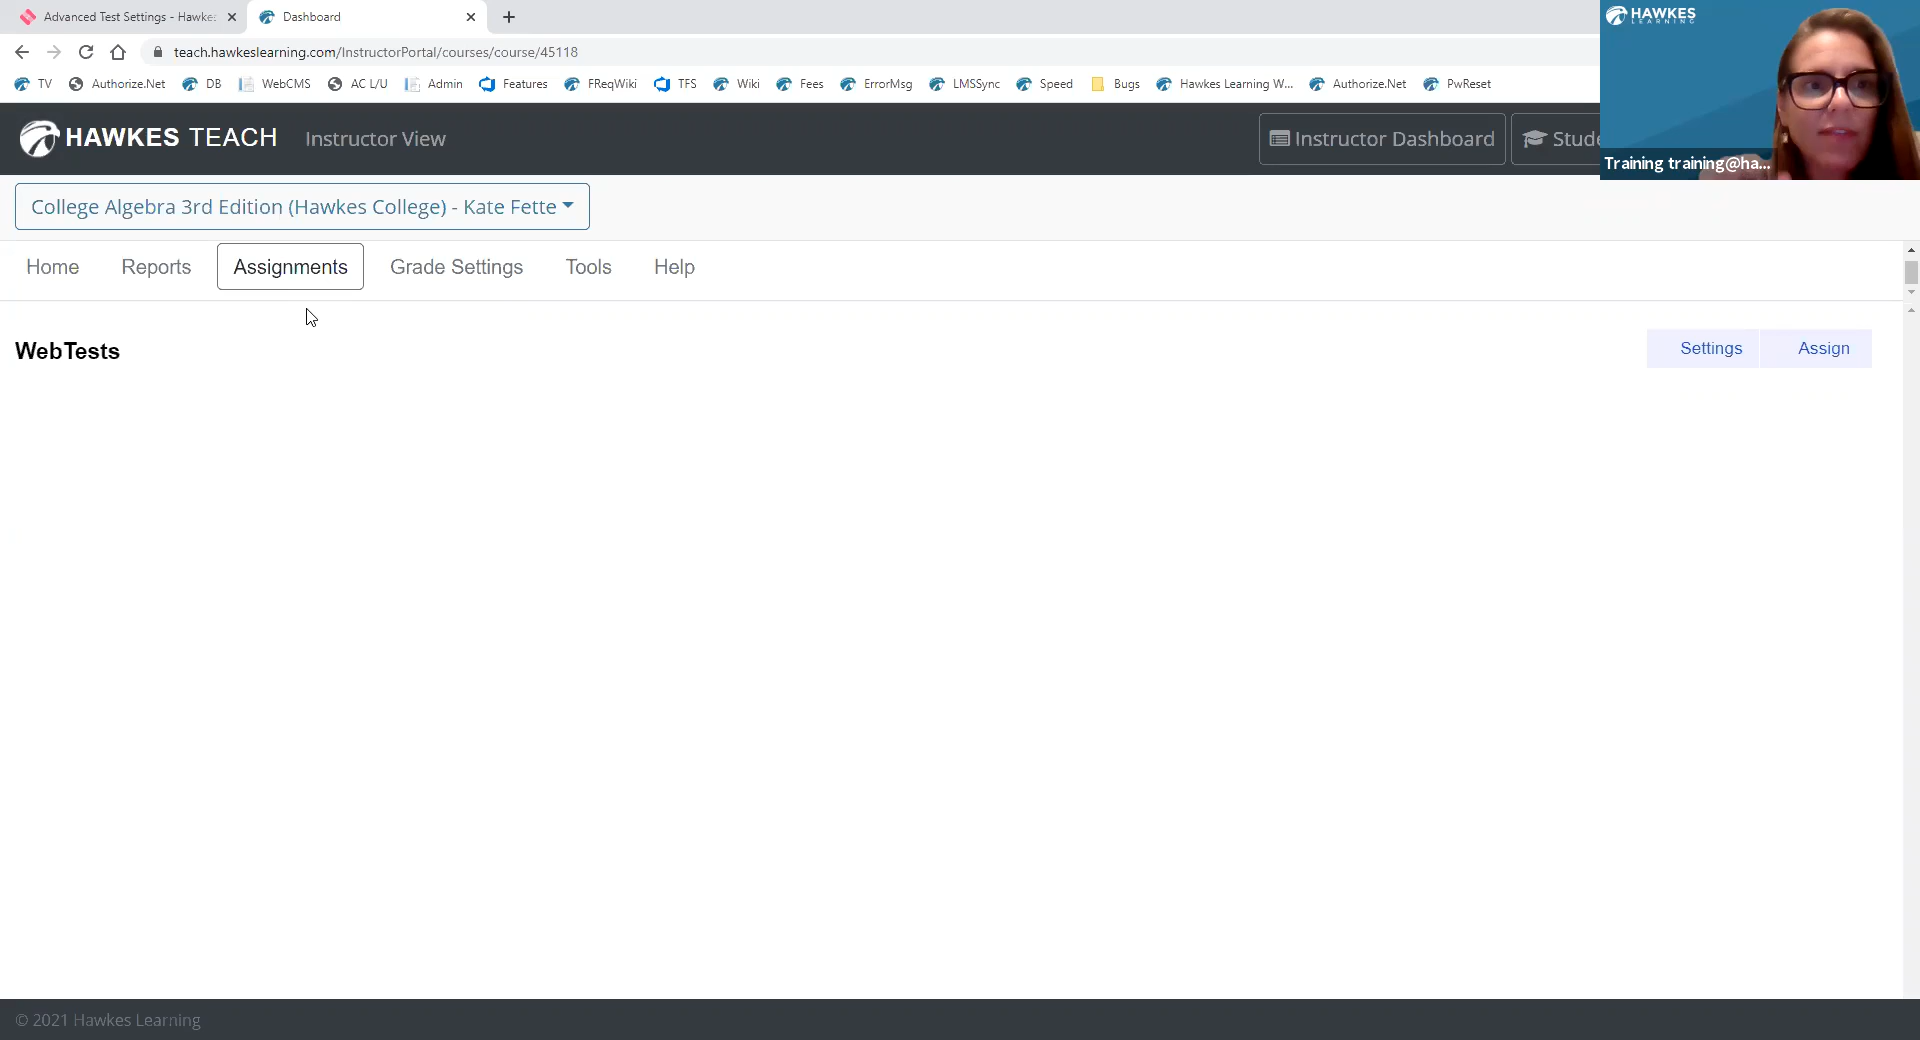 Advanced Test Settings - Hawke
Dashboard
teach.hawkeslearning.com/InstructorPortal/courses/course/45118
TV Authorize.Net DB WebCMS AC L/U Admin Features FReqWiki TFS Wiki Fees ErrorMsg LMSSync Speed Bugs Hawkes Learning W... Authorize.Net PwReset
HAWKES
LEARNING
Training training@ha...
HAWKES TEACH Instructor View Instructor Dashboard Stude
College Algebra 3rd Edition (Hawkes College) - Kate Fette
Home Reports Assignments Grade Settings Tools Help
WebTests Settings Assign
© 2021 Hawkes Learning